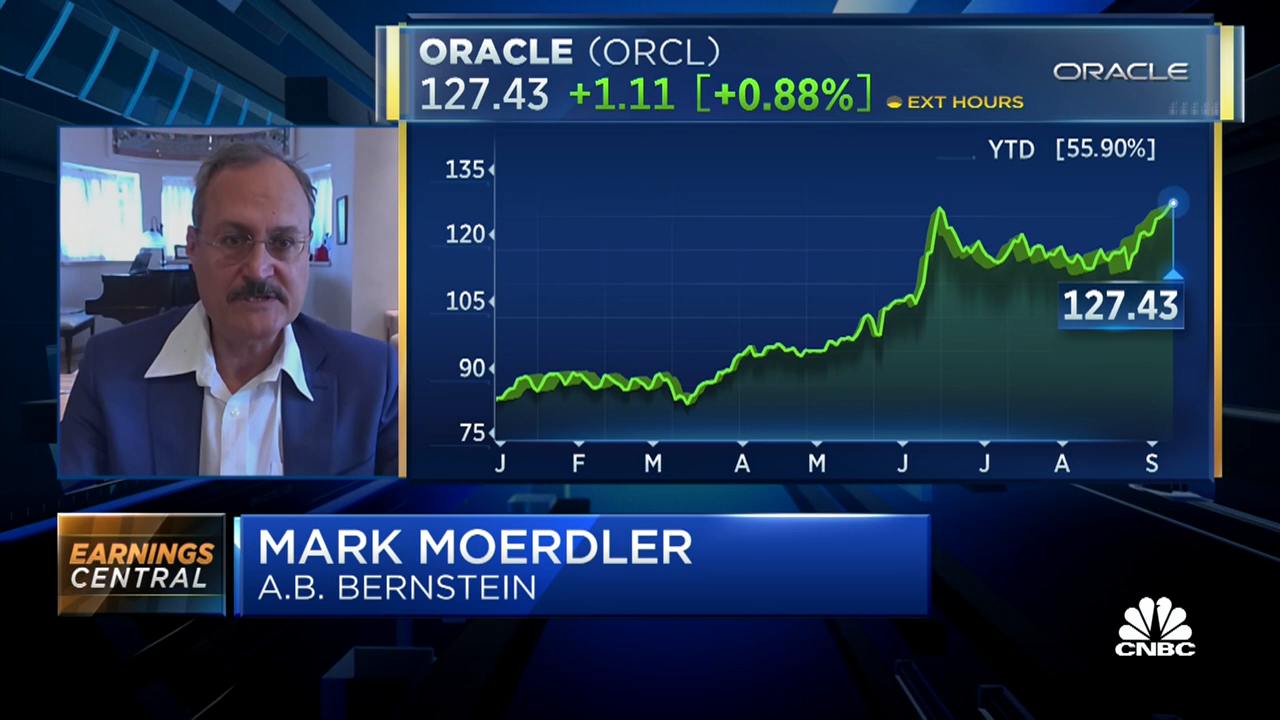 ORACLE (ORCL)
127.43 +1.11 [+0.88%] EXT HOURS
ORACLE
YTD [55.90%]
135
120
105
90
75
127.43
J F M A M J J A S
EARNINGS
CENTRAL
MARK MOERDLER
A.B. BERNSTEIN
CNBC